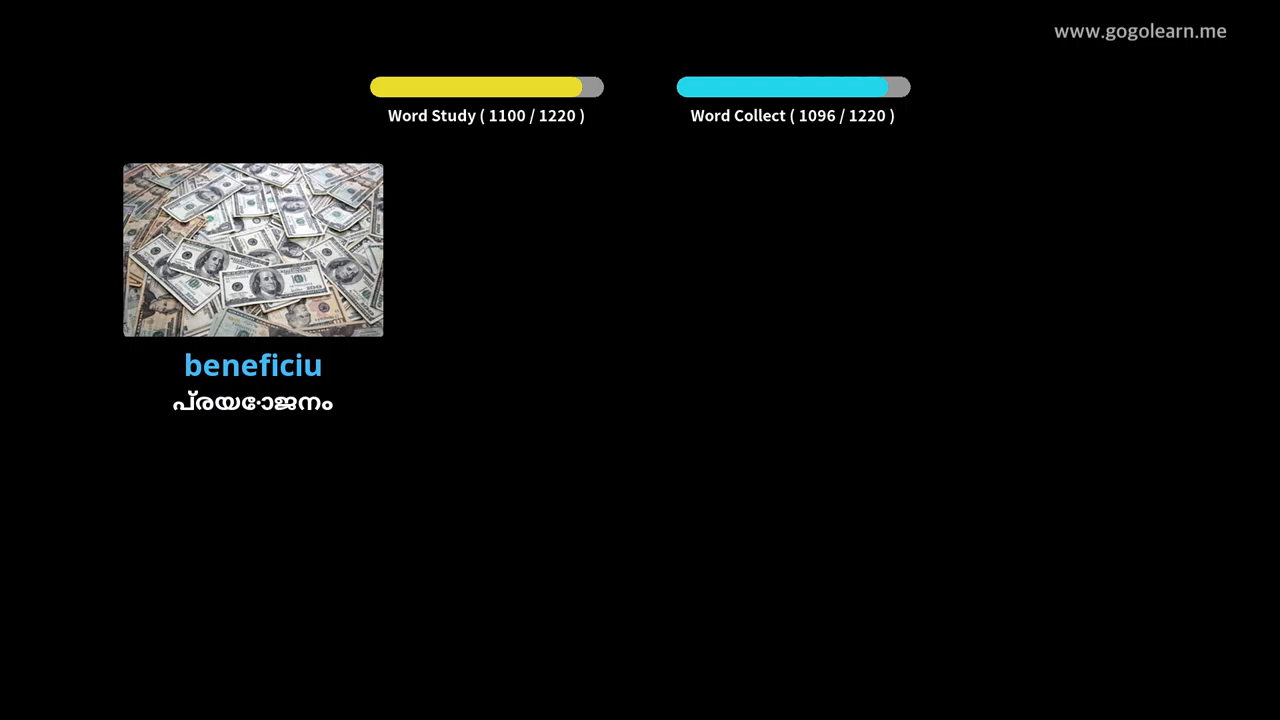 www.gogolearn.me
Word Study ( 1100 / 1220 )
Word Collect ( 1096 / 1220 )
beneficiu
പ്രയോജനം